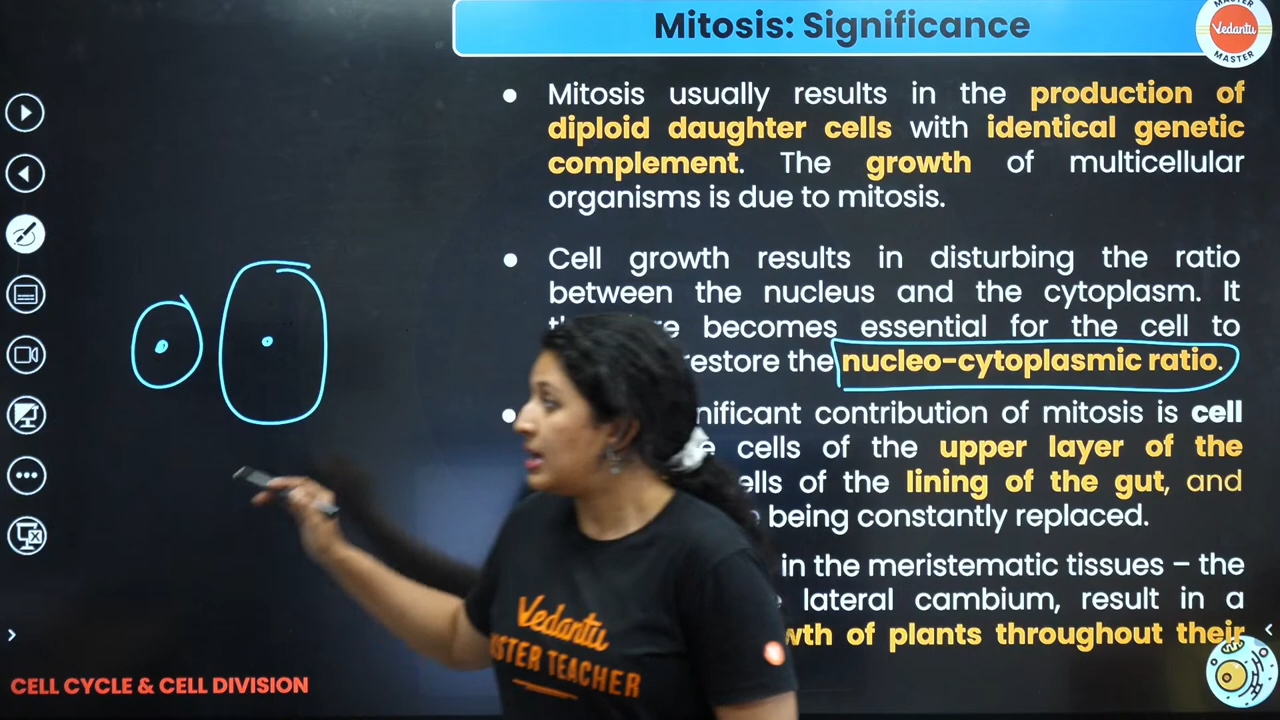 Mitosis: Significance
MASTER
Vedantu
MASTER
Mitosis usually results in the production of
diploid daughter cells with identical genetic
complement. The growth of multicellular
organisms is due to mitosis.
Cell growth results in disturbing the ratio
between the nucleus and the cytoplasm. It
becomes essential for the cell to
restore the nucleo-cytoplasmic ratio.
contribution of mitosis is cell
cells of the upper layer of the
of the lining of the gut, and
being constantly replaced.
in the meristematic tissues – the
lateral cambium, result in a
of plants throughout their
Vedantu
TEACHER
CELL CYCLE & CELL DIVISION